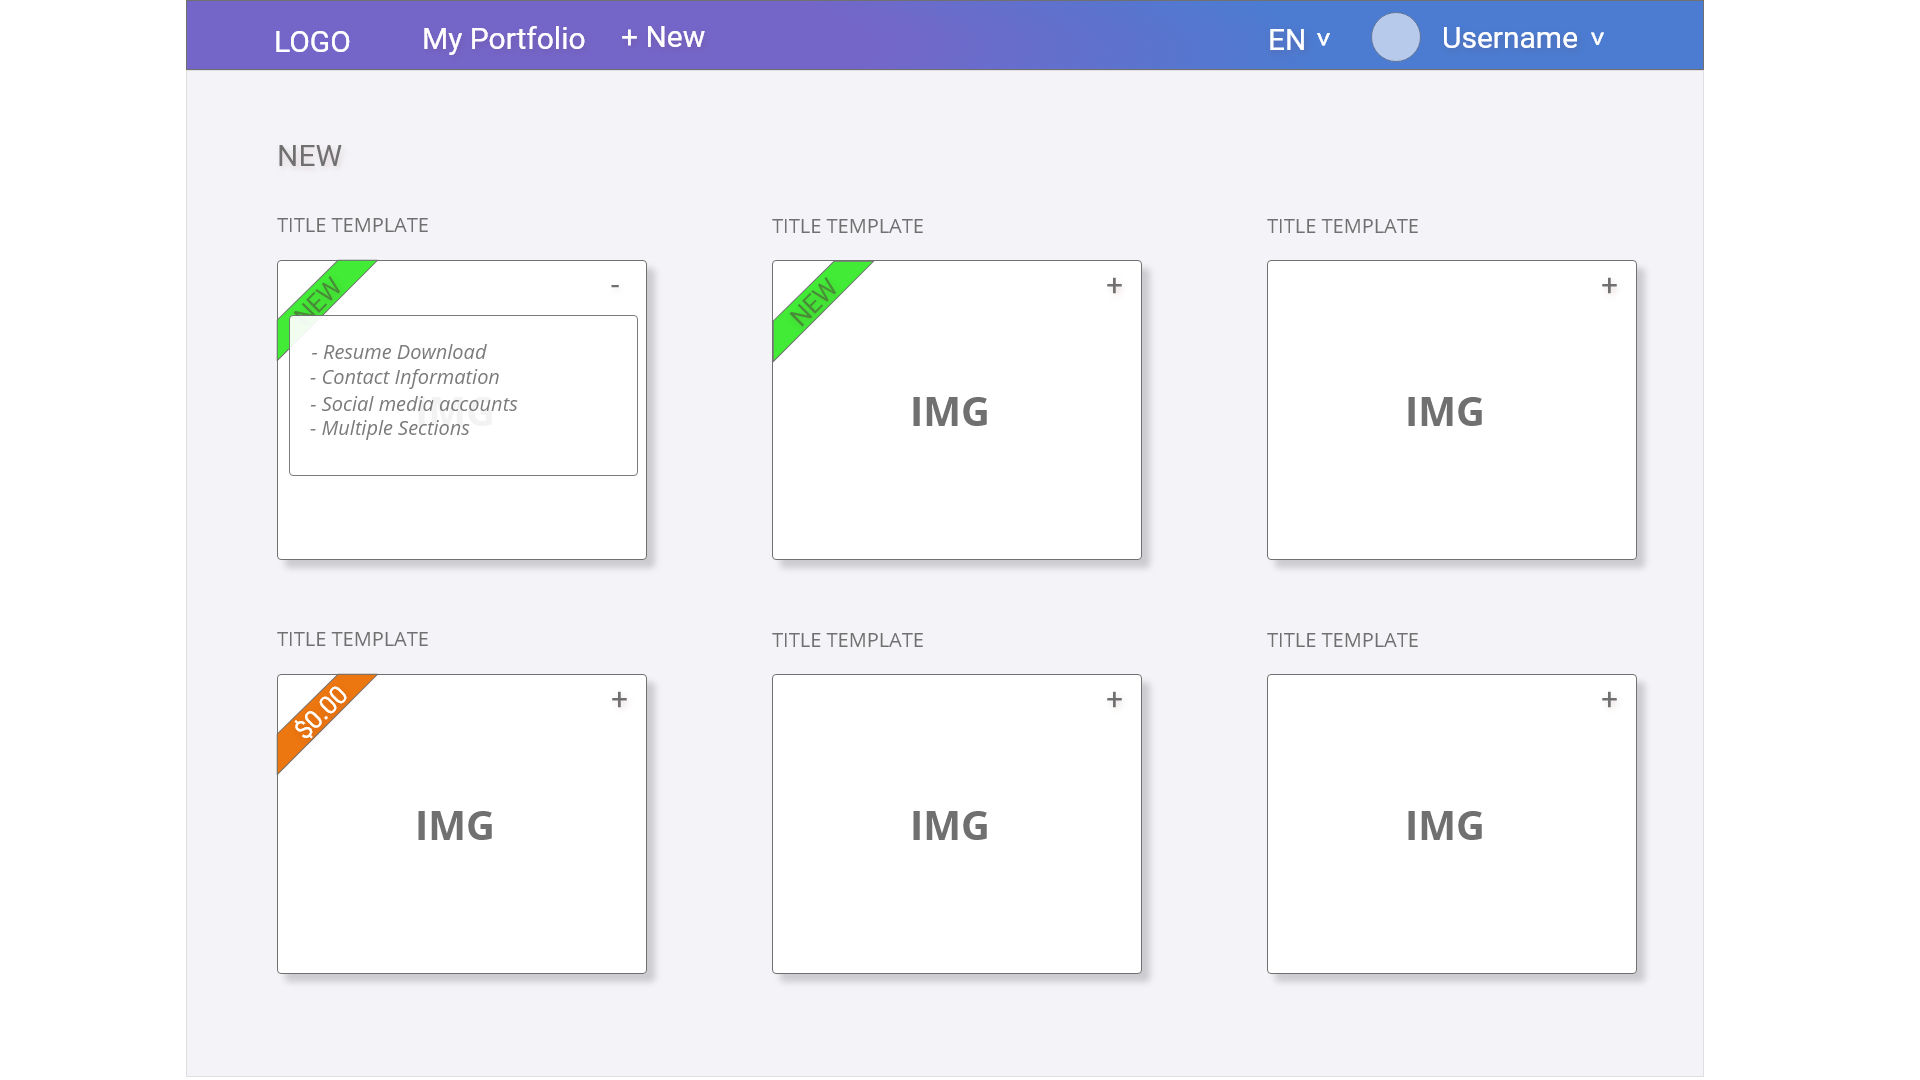 LOGO
My Portfolio
+ New
EN v
Username v
NEW
TITLE TEMPLATE
TITLE TEMPLATE
TITLE TEMPLATE
NEW
-
- Resume Download
- Contact Information
- Social media accounts
- Multiple Sections
IMG
NEW
+
IMG
+
IMG
TITLE TEMPLATE
TITLE TEMPLATE
TITLE TEMPLATE
$0.00
+
IMG
+
IMG
+
IMG